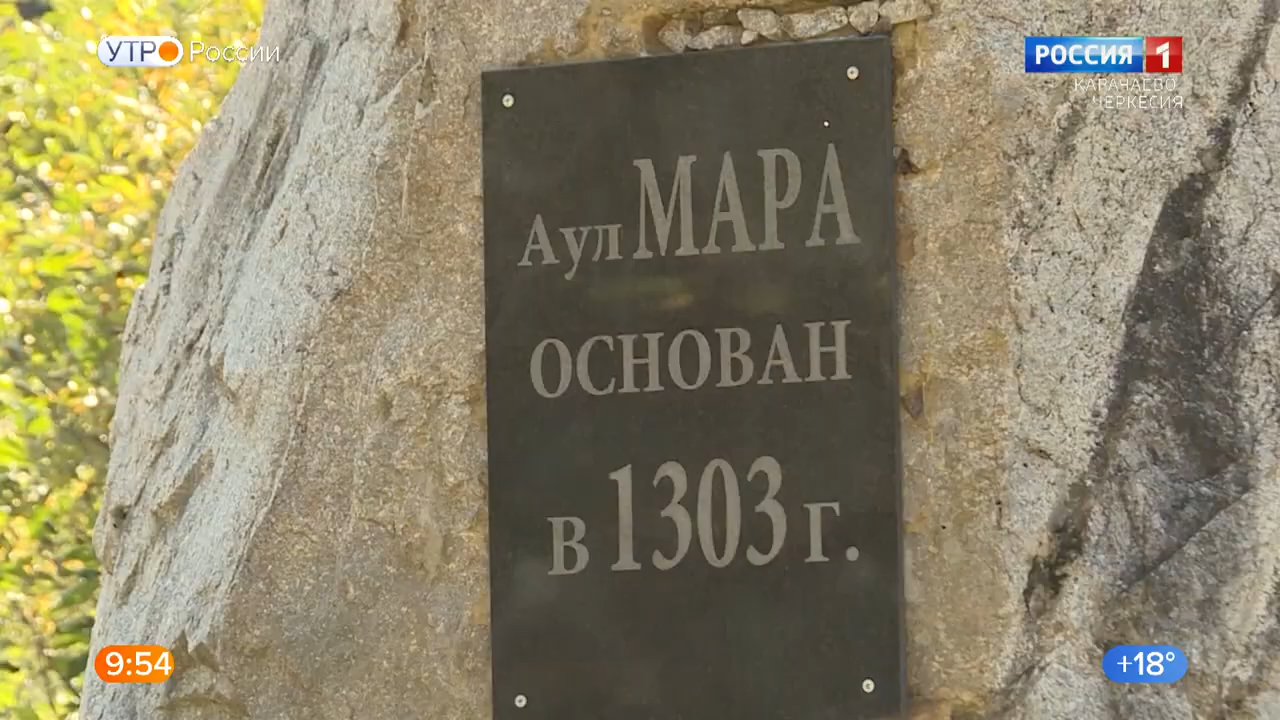 УТРО России
РОССИЯ 1
КАРАЧАЕВО
ЧЕРКЕСИЯ
Аул МАРА
ОСНОВАН
в 1303 г.
9:54
+18°